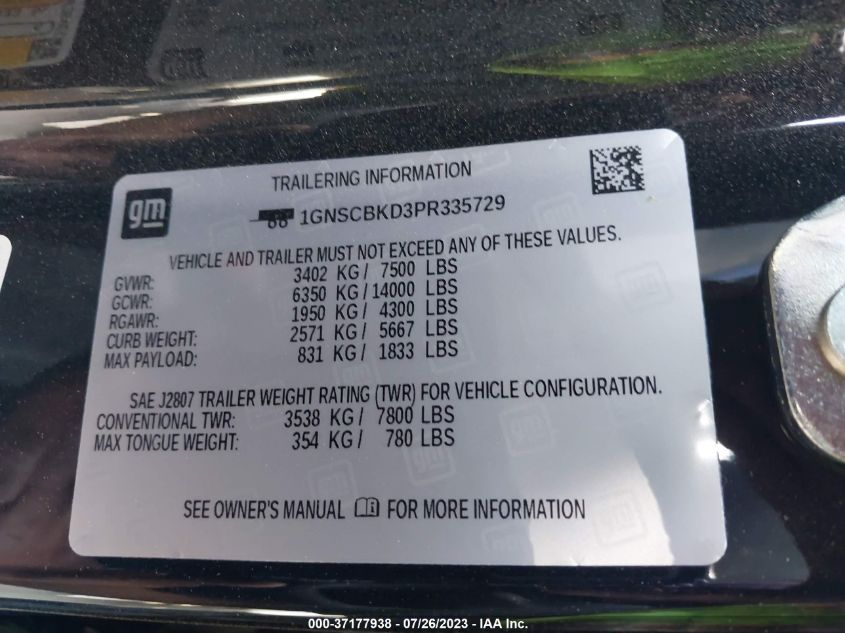 gm
TRAILERING INFORMATION
1GNSCBKD3PR335729
VEHICLE AND TRAILER MUST NOT EXCEED ANY OF THESE VALUES.
GVWR: 3402 KG / 7500 LBS
GCWR: 6350 KG / 14000 LBS
RGAWR: 1950 KG / 4300 LBS
CURB WEIGHT: 2571 KG / 5667 LBS
MAX PAYLOAD: 831 KG / 1833 LBS
SAE J2807 TRAILER WEIGHT RATING (TWR) FOR VEHICLE CONFIGURATION.
CONVENTIONAL TWR: 3538 KG / 7800 LBS
MAX TONGUE WEIGHT: 354 KG / 780 LBS
SEE OWNER'S MANUAL FOR MORE INFORMATION
000-37177938 - 07/26/2023 - IAA Inc.